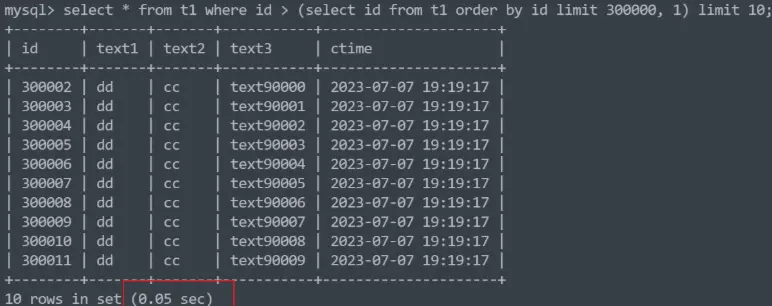 mysql> select * from t1 where id > (select id from t1 order by id limit 300000, 1) limit 10;
+--------+-------+-------+-----------+---------------------+
| id     | text1 | text2 | text3     | ctime               |
+--------+-------+-------+-----------+---------------------+
| 300002 | dd    | cc    | text90000 | 2023-07-07 19:19:17 |
| 300003 | dd    | cc    | text90001 | 2023-07-07 19:19:17 |
| 300004 | dd    | cc    | text90002 | 2023-07-07 19:19:17 |
| 300005 | dd    | cc    | text90003 | 2023-07-07 19:19:17 |
| 300006 | dd    | cc    | text90004 | 2023-07-07 19:19:17 |
| 300007 | dd    | cc    | text90005 | 2023-07-07 19:19:17 |
| 300008 | dd    | cc    | text90006 | 2023-07-07 19:19:17 |
| 300009 | dd    | cc    | text90007 | 2023-07-07 19:19:17 |
| 300010 | dd    | cc    | text90008 | 2023-07-07 19:19:17 |
| 300011 | dd    | cc    | text90009 | 2023-07-07 19:19:17 |
+--------+-------+-------+-----------+---------------------+
10 rows in set (0.05 sec)